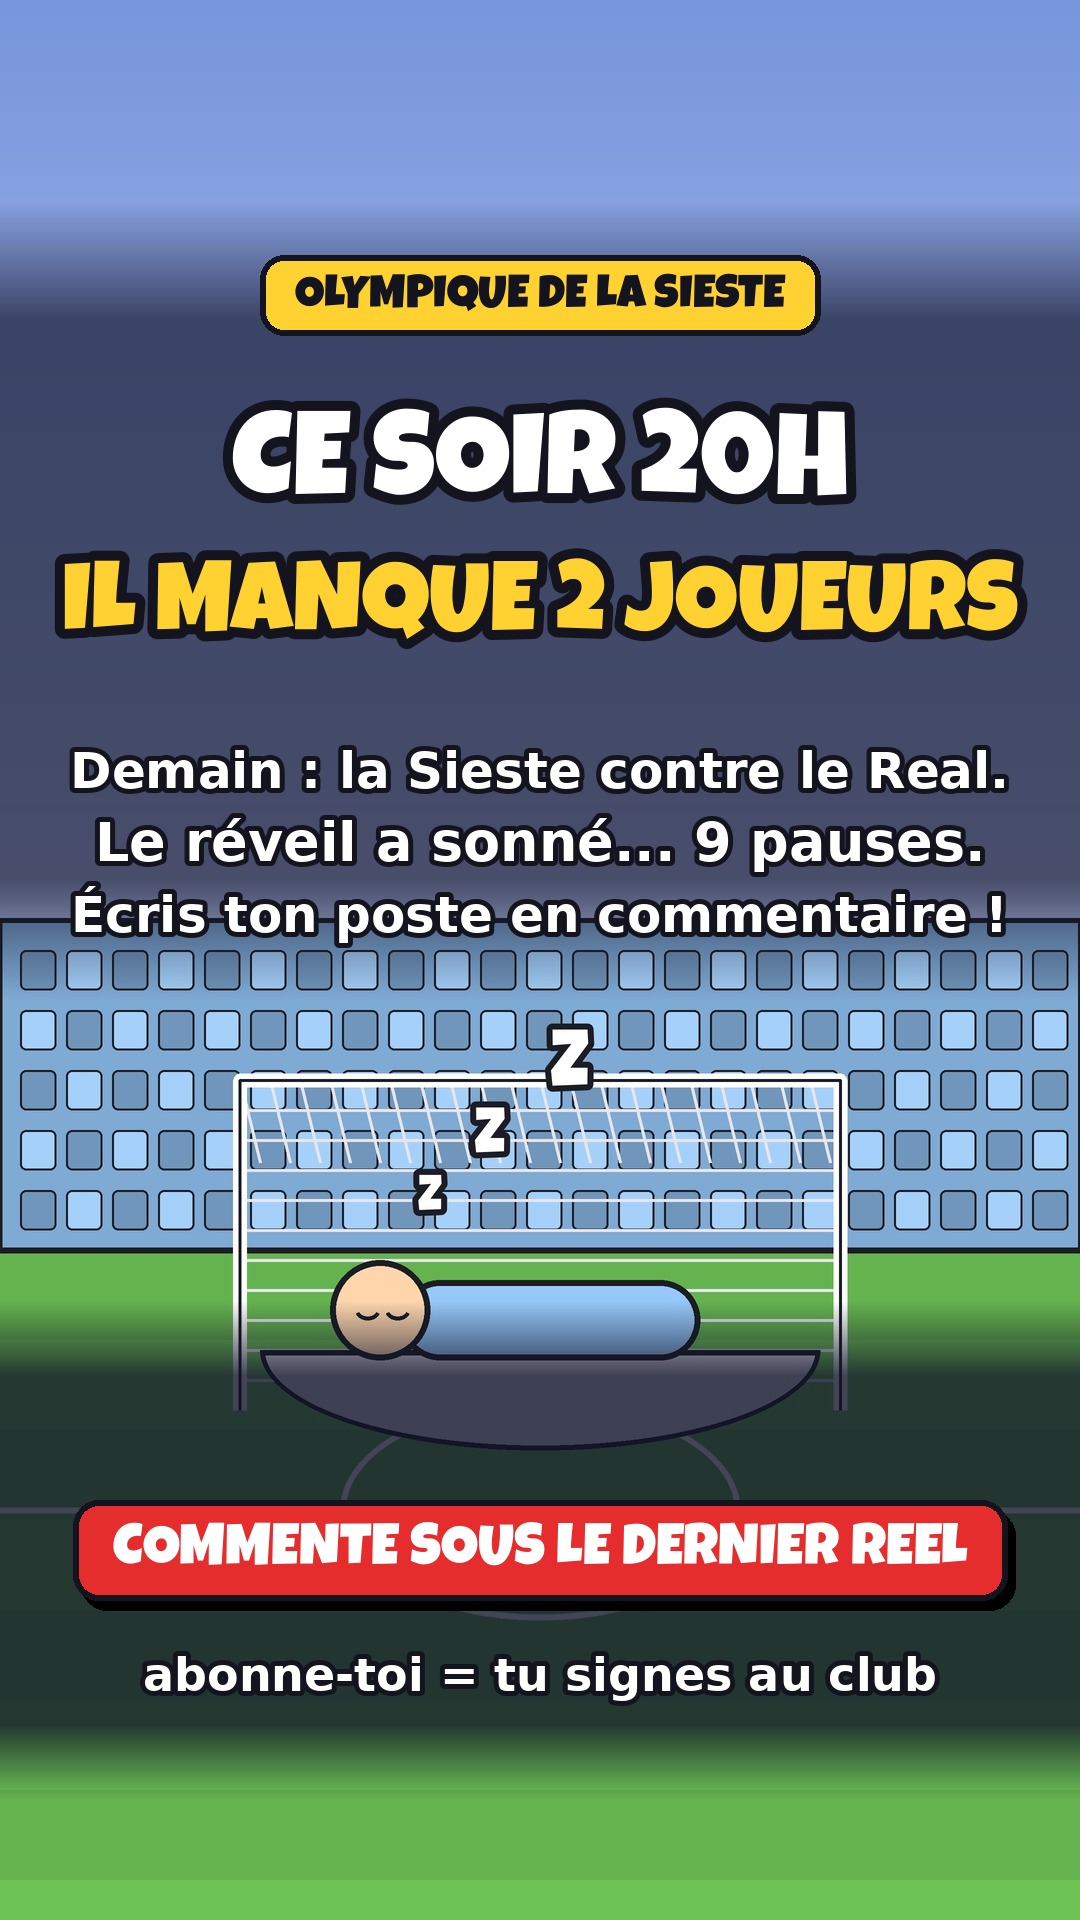 OLYMPIQUE DE LA SIESTE
CE SOIR 20H
IL MANQUE 2 JOUEURS
Demain : la Sieste contre le Real.
Le réveil a sonné... 9 pauses.
Écris ton poste en commentaire !
Z
Z
Z
COMMENTE SOUS LE DERNIER REEL
abonne-toi = tu signes au club